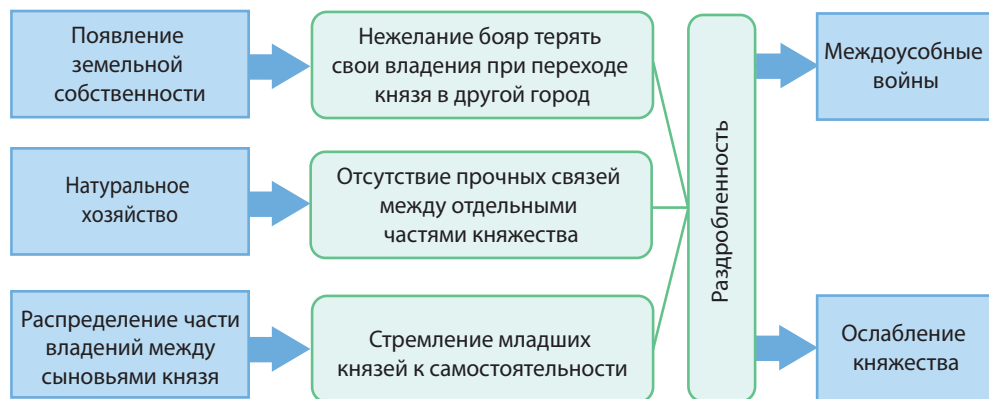 Появление
земельной
собственности
Нежелание бояр терять
свои владения при переходе
князя в другой город
Натуральное
хозяйство
Отсутствие прочных связей
между отдельными
частями княжества
Распределение части
владений между
сыновьями князя
Стремление младших
князей к самостоятельности
Раздробленность
Междоусобные
войны
Ослабление
княжества